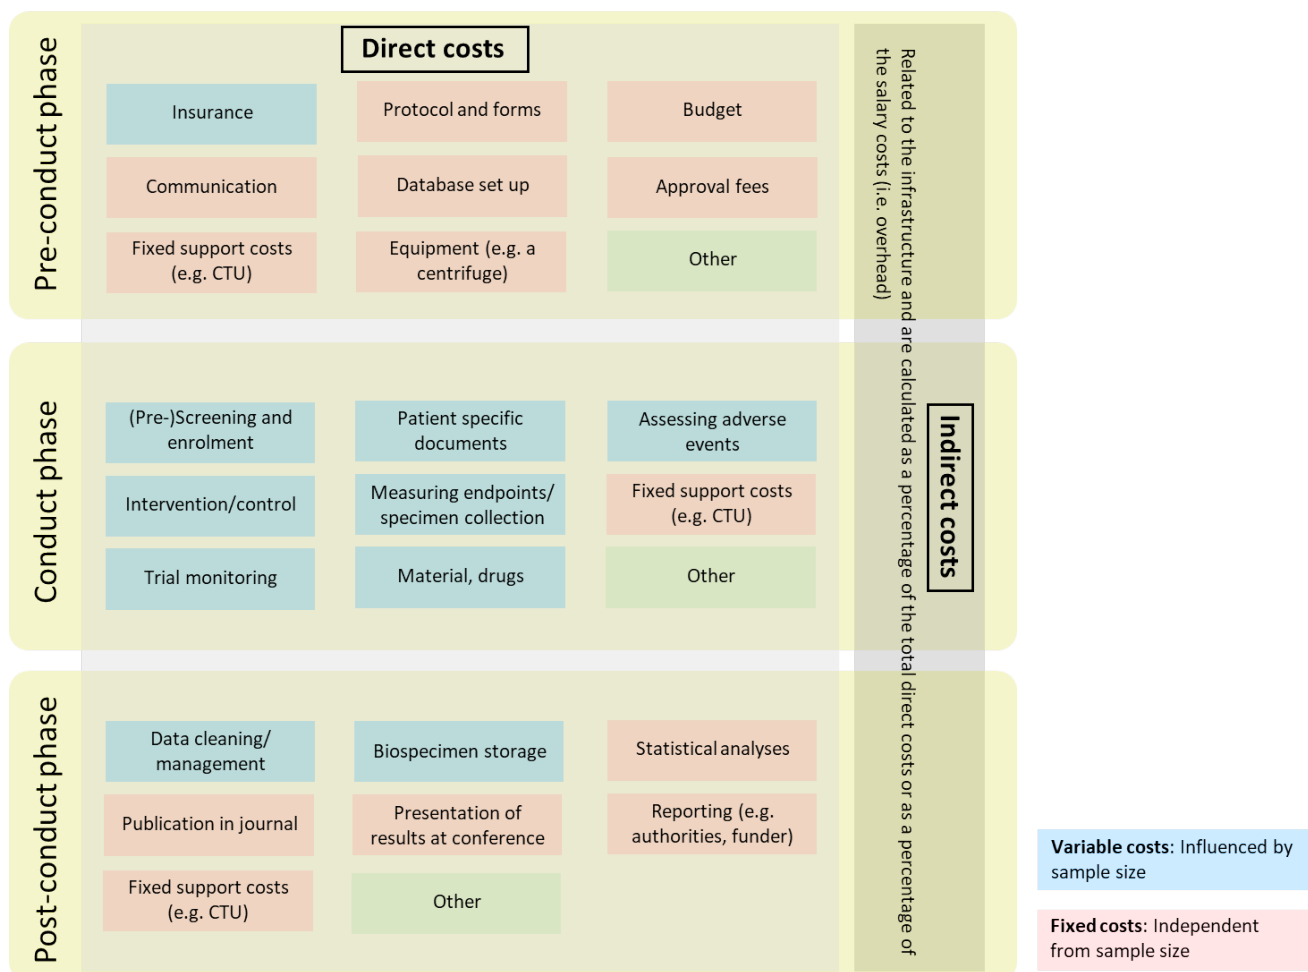 Pre-conduct phase
Direct costs
Insurance
Protocol and forms
Budget
Communication
Database set up
Approval fees
Fixed support costs
(e.g. CTU)
Equipment (e.g. a
centrifuge)
Other
Conduct phase
(Pre-)Screening and
enrolment
Patient specific
documents
Assessing adverse
events
Intervention/control
Measuring endpoints/
specimen collection
Fixed support costs
(e.g. CTU)
Trial monitoring
Material, drugs
Other
Post-conduct phase
Data cleaning/
management
Biospecimen storage
Statistical analyses
Publication in journal
Presentation of
results at conference
Reporting (e.g.
authorities, funder)
Fixed support costs
(e.g. CTU)
Other
Indirect costs
Related to the infrastructure and are calculated as a percentage of the total direct costs or as a percentage of
the salary costs (i.e. overhead)
Variable costs: Influenced by
sample size
Fixed costs: Independent
from sample size